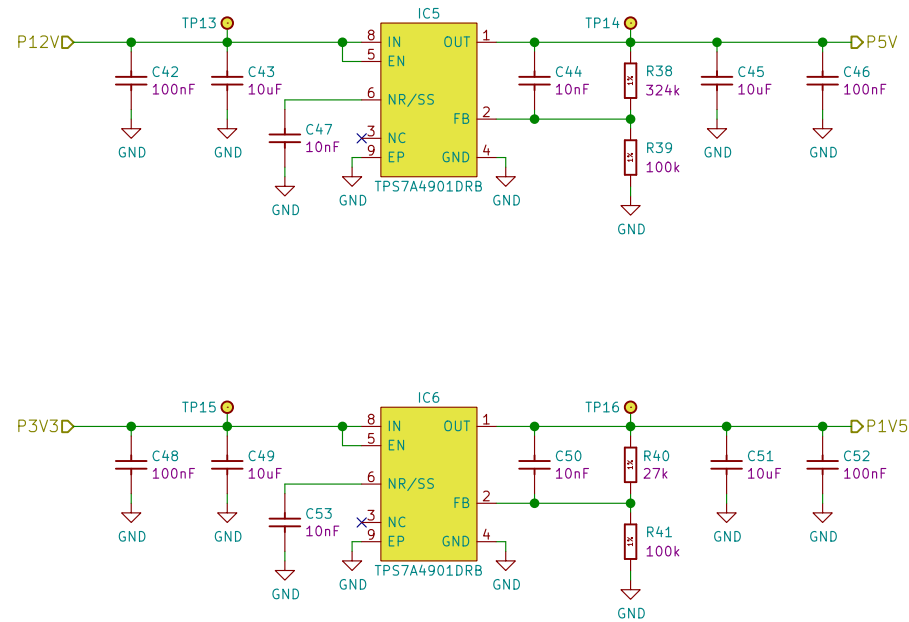 TP13
IC5
TP14
P12V
8
IN
OUT
1
P5V
5
EN
C42
100nF
C43
10uF
C44
10nF
1%
R38
324k
C45
10uF
C46
100nF
6
NR/SS
FB
2
C47
10nF
3
NC
9
EP
GND
4
1%
R39
100k
GND
GND
GND
GND
TPS7A4901DRB
GND
GND
GND
GND
IC6
TP15
TP16
P3V3
8
IN
OUT
1
P1V5
5
EN
C48
100nF
C49
10uF
C50
10nF
1%
R40
27k
C51
10uF
C52
100nF
6
NR/SS
FB
2
C53
10nF
3
NC
9
EP
GND
4
1%
R41
100k
GND
GND
GND
GND
TPS7A4901DRB
GND
GND
GND
GND